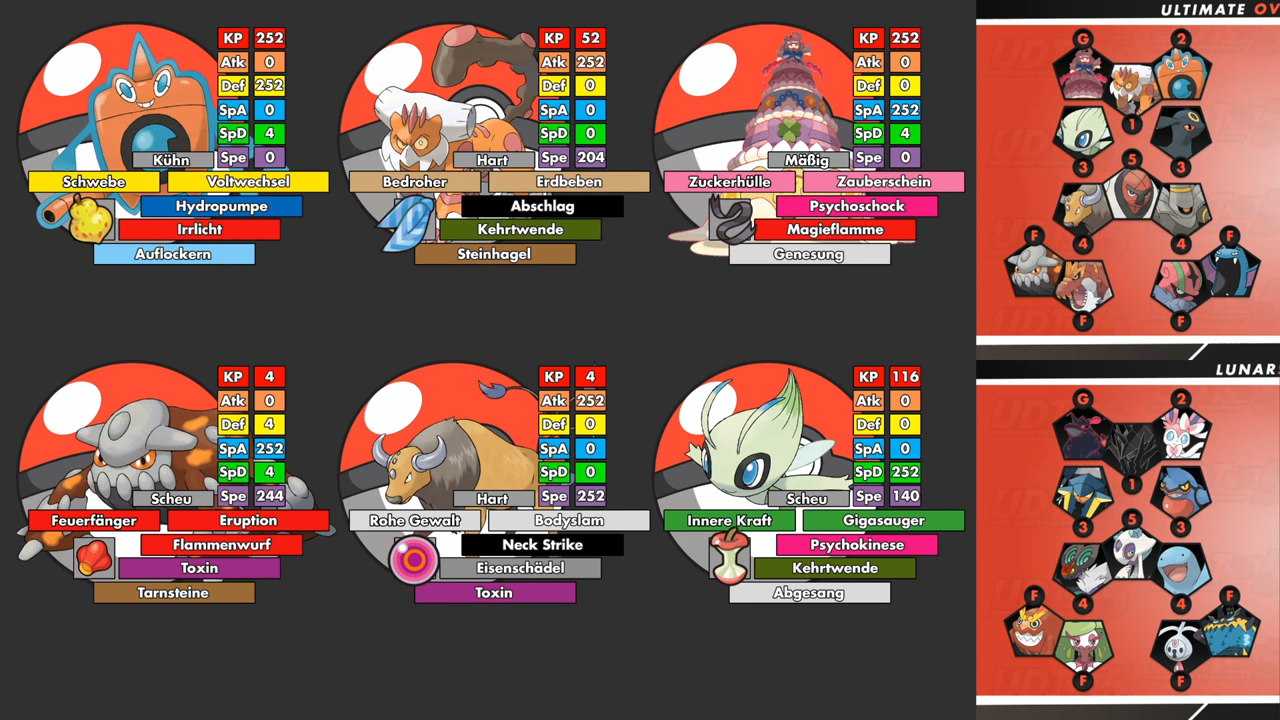 KP 252
Atk 0
Def 252
SpA 0
SpD 4
Kühn Spe 0
Schwebe Voltwechsel
Hydropumpe
Irrlicht
Auflockern
KP 52
Atk 252
Def 0
SpA 0
SpD 0
Hart Spe 204
Bedroher Erdbeben
Abschlag
Kehrtwende
Steinhagel
KP 252
Atk 0
Def 0
SpA 252
SpD 4
Mäßig Spe 0
Zuckerhülle Zauberschein
Psychoschock
Magieflamme
Genesung
KP 4
Atk 0
Def 4
SpA 252
SpD 4
Scheu Spe 244
Feuerfänger Eruption
Flammenwurf
Toxin
Tarnsteine
KP 4
Atk 252
Def 0
SpA 0
SpD 0
Hart Spe 252
Rohe Gewalt Bodyslam
Neck Strike
Eisenschädel
Toxin
KP 116
Atk 0
Def 0
SpA 0
SpD 252
Scheu Spe 140
Innere Kraft Gigasauger
Psychokinese
Kehrtwende
Abgesang
ULTIMATE OV
G 2
1
3 5 3
4 4
F F
F F
LUNAR
G 2
1
3 5 3
4 4
F F
F F